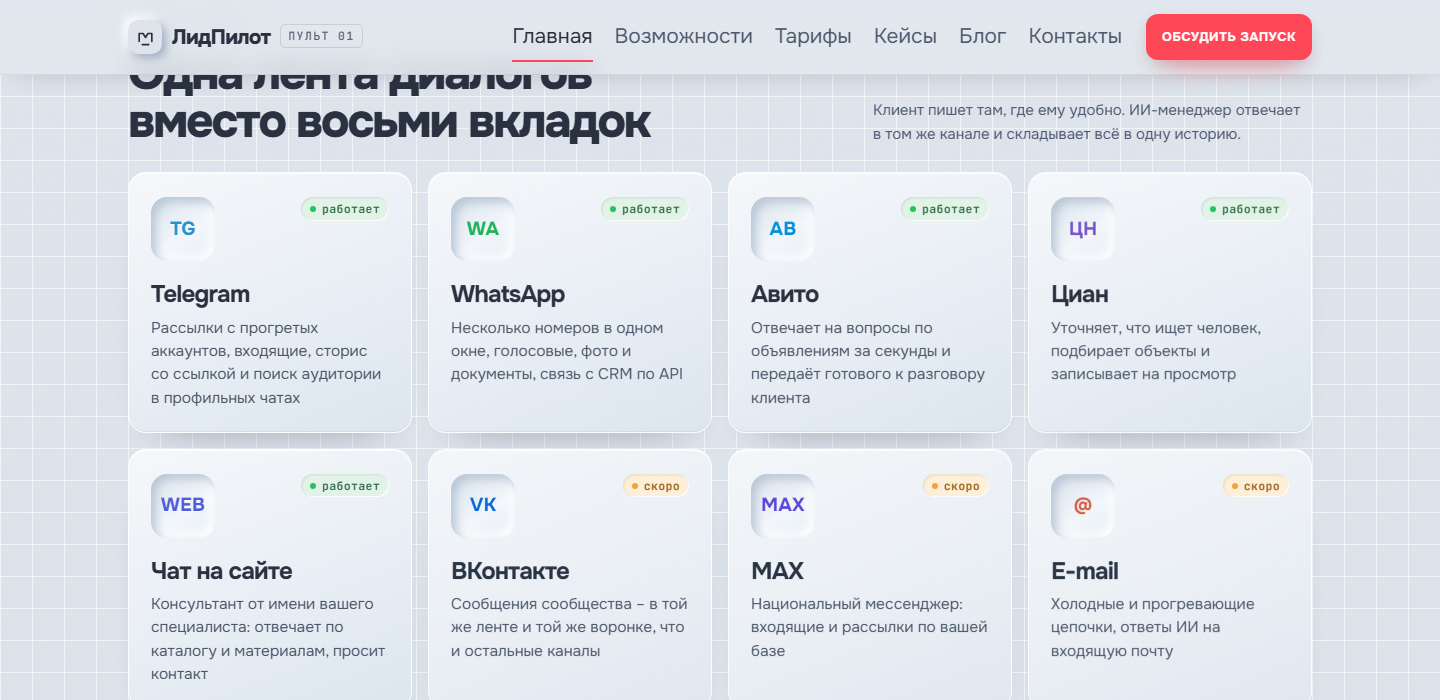 ЛидПилот
ПУЛЬТ 01
Главная
Возможности
Тарифы
Кейсы
Блог
Контакты
ОБСУДИТЬ ЗАПУСК
Одна лента диалогов
вместо восьми вкладок
Клиент пишет там, где ему удобно. ИИ-менеджер отвечает
в том же канале и складывает всё в одну историю.
TG
работает
Telegram
Рассылки с прогретых
аккаунтов, входящие, сторис
со ссылкой и поиск аудитории
в профильных чатах
WA
работает
WhatsApp
Несколько номеров в одном
окне, голосовые, фото и
документы, связь с CRM по API
АВ
работает
Авито
Отвечает на вопросы по
объявлениям за секунды и
передаёт готового к разговору
клиента
ЦН
работает
Циан
Уточняет, что ищет человек,
подбирает объекты и
записывает на просмотр
WEB
работает
Чат на сайте
Консультант от имени вашего
специалиста: отвечает по
каталогу и материалам, просит
контакт
VK
скоро
ВКонтакте
Сообщения сообщества – в той
же ленте и той же воронке, что
и остальные каналы
MAX
скоро
MAX
Национальный мессенджер:
входящие и рассылки по вашей
базе
@
скоро
E-mail
Холодные и прогревающие
цепочки, ответы ИИ на
входящую почту